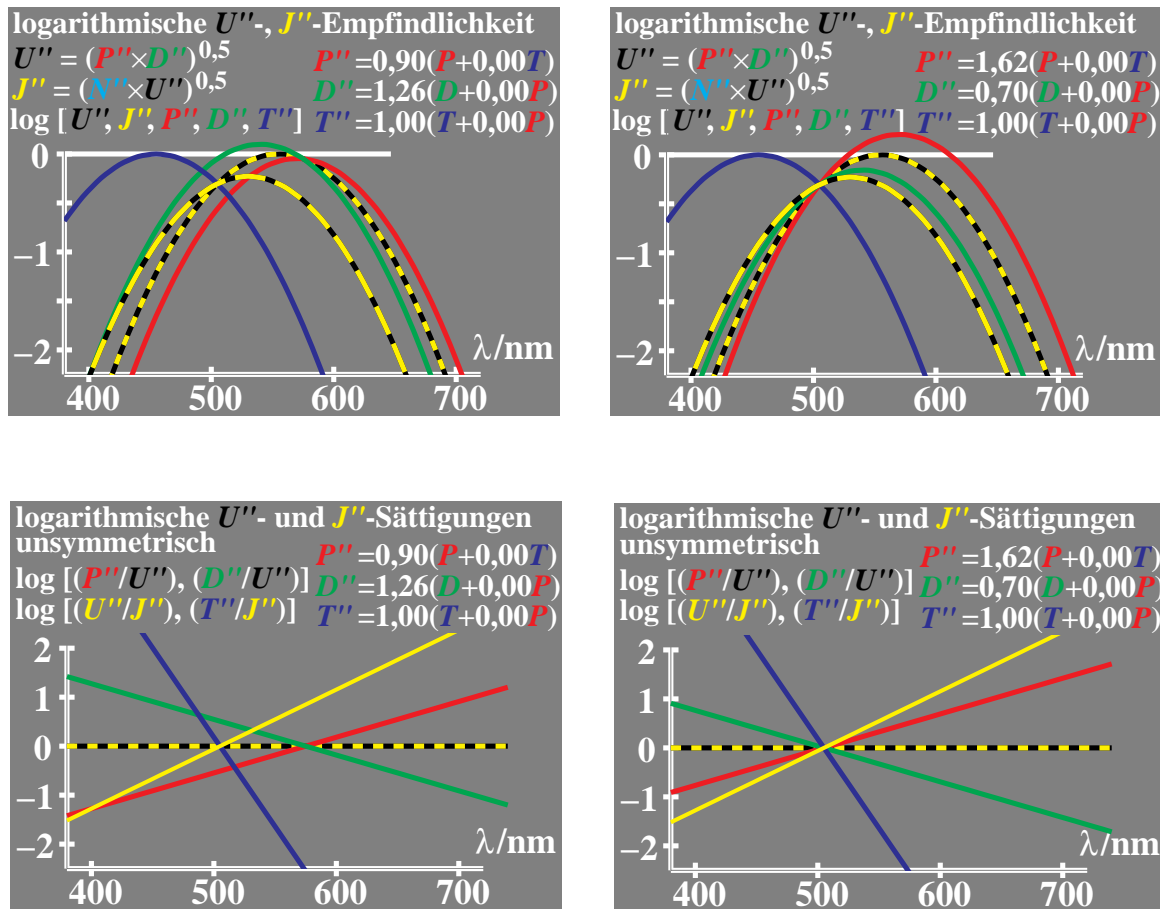 logarithmische U''-, J''-Empfindlichkeit
U'' = (P''×D'')0,5 P''=0,90(P+0,00T)
J'' = (N''×U'')0,5 D''=1,26(D+0,00P)
log [U'', J'', P'', D'', T''] T''=1,00(T+0,00P)
0
−1
−2
λ/nm
400 500 600 700
logarithmische U''-, J''-Empfindlichkeit
U'' = (P''×D'')0,5 P''=1,62(P+0,00T)
J'' = (N''×U'')0,5 D''=0,70(D+0,00P)
log [U'', J'', P'', D'', T''] T''=1,00(T+0,00P)
0
−1
−2
λ/nm
400 500 600 700
logarithmische U''- und J''-Sättigungen
unsymmetrisch P''=0,90(P+0,00T)
log [(P''/U''), (D''/U'')] D''=1,26(D+0,00P)
log [(U''/J''), (T''/J'')] T''=1,00(T+0,00P)
2
1
0
−1
−2
λ/nm
400 500 600 700
logarithmische U''- und J''-Sättigungen
unsymmetrisch P''=1,62(P+0,00T)
log [(P''/U''), (D''/U'')] D''=0,70(D+0,00P)
log [(U''/J''), (T''/J'')] T''=1,00(T+0,00P)
2
1
0
−1
−2
λ/nm
400 500 600 700